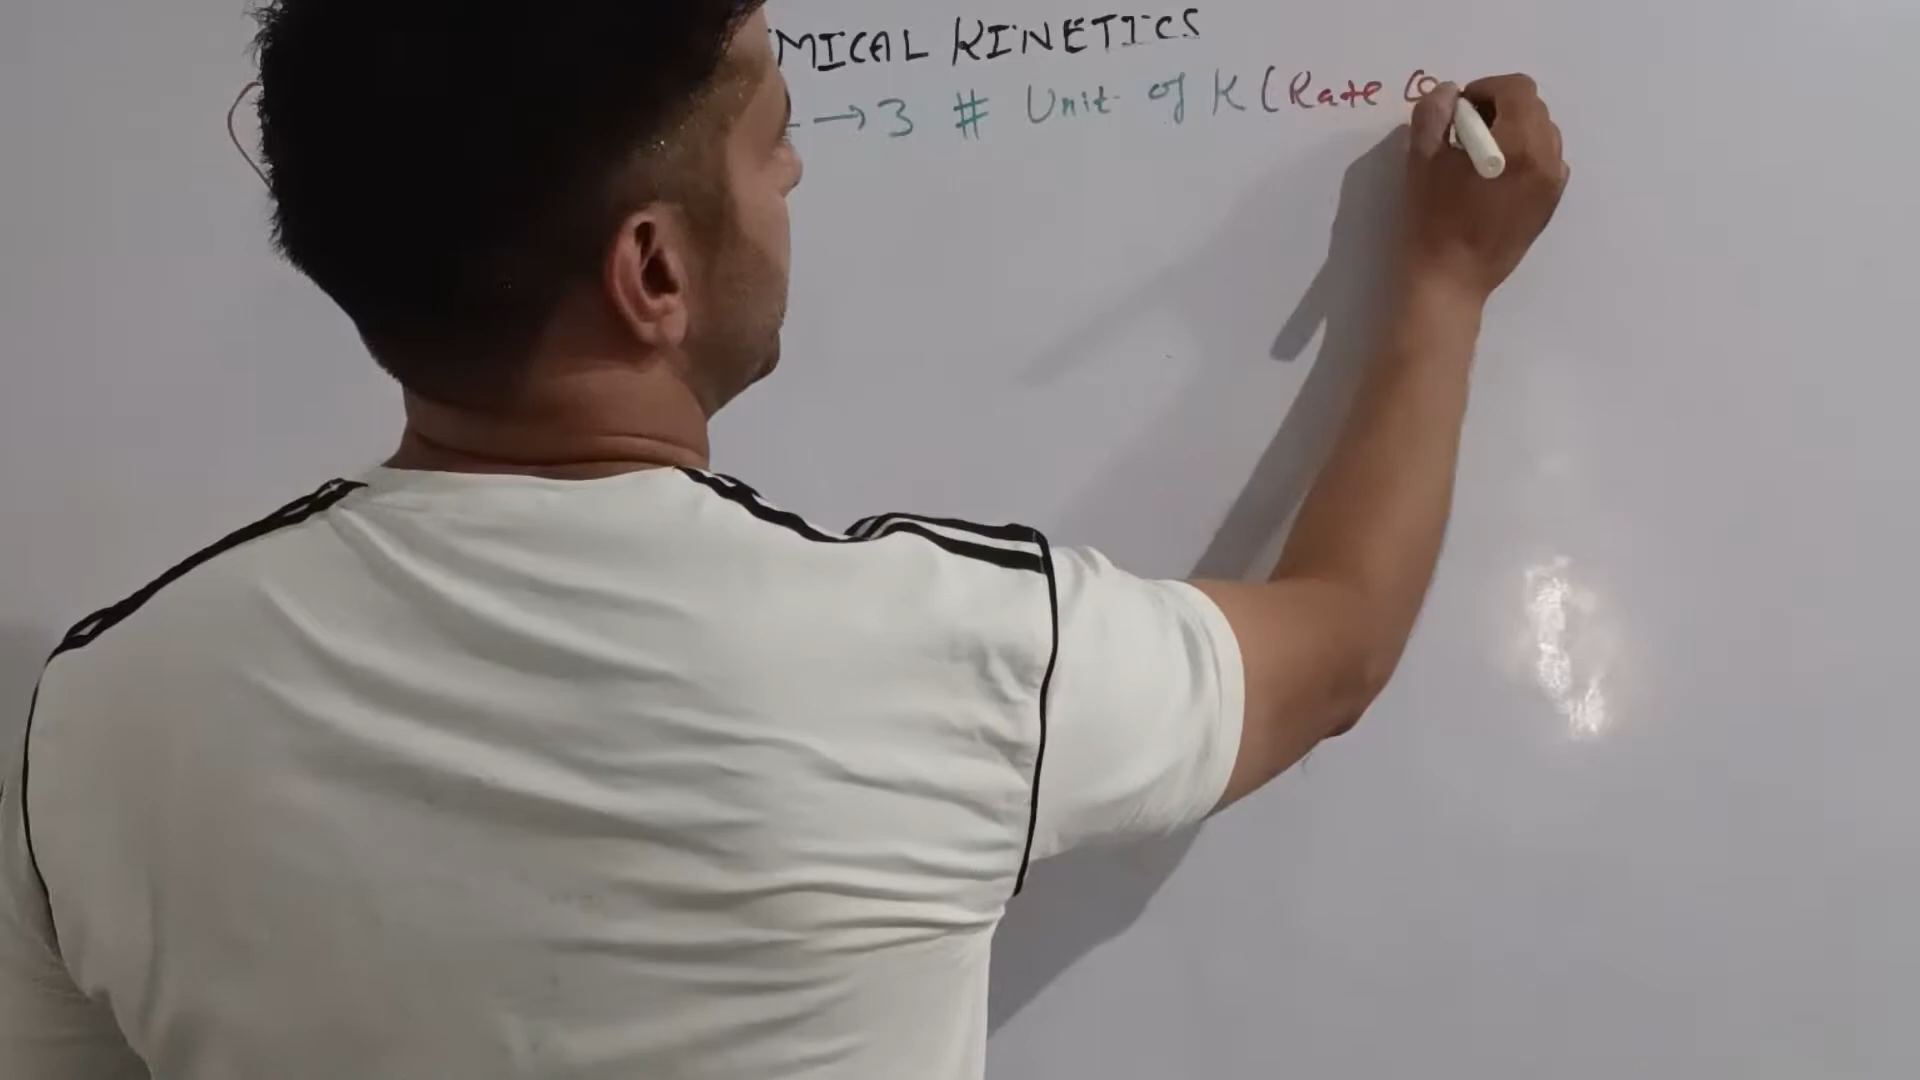 MICAL KINETICS
→ 3 # Unit of K (Rate Co